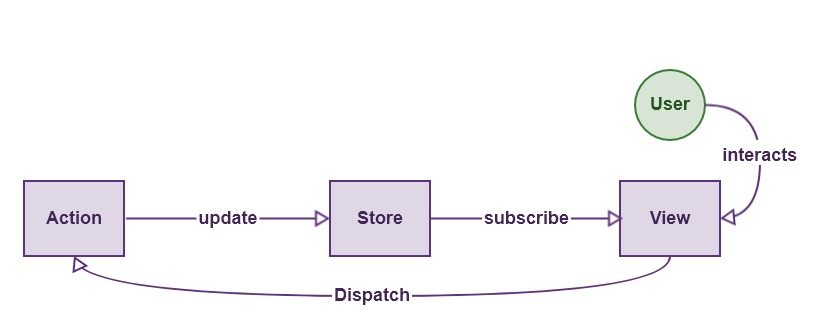 User
interacts
Action
update
Store
subscribe
View
Dispatch